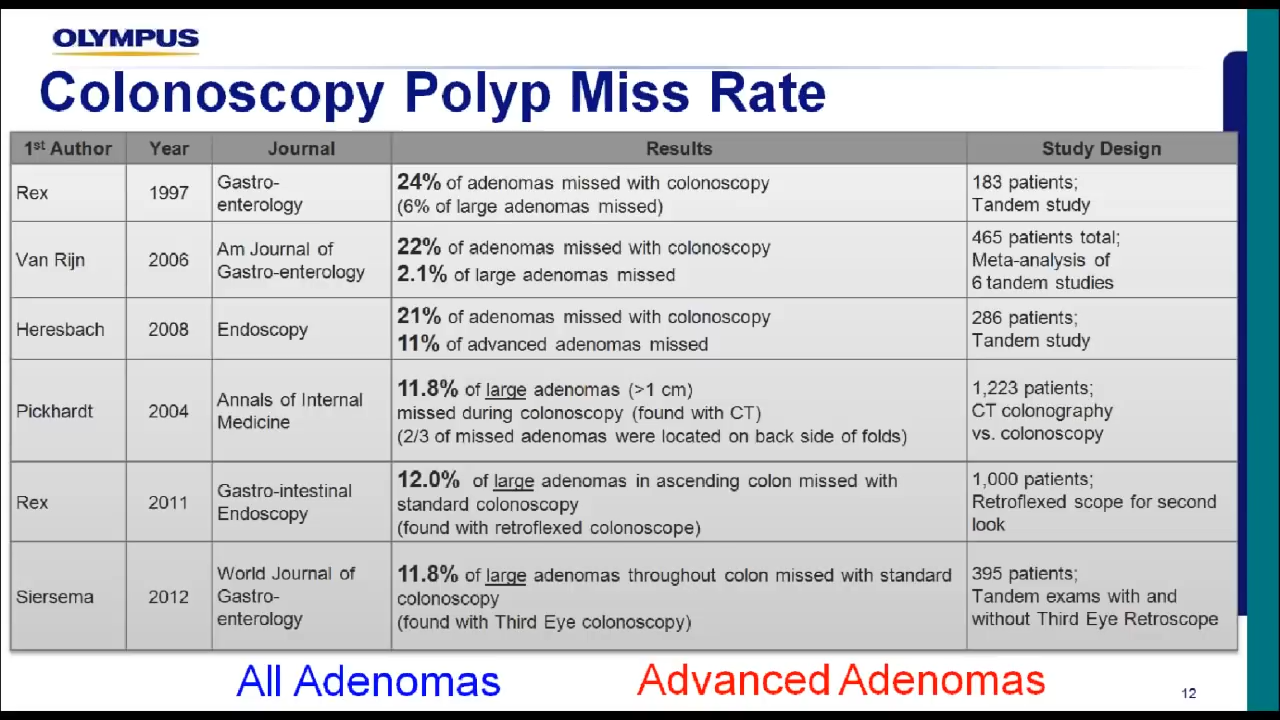 OLYMPUS
Colonoscopy Polyp Miss Rate
1st Author Year Journal Results Study Design
Rex
1997
Gastro-
enterology
24% of adenomas missed with colonoscopy
(6% of large adenomas missed)
183 patients;
Tandem study
Van Rijn
2006
Am Journal of
Gastro-enterology
22% of adenomas missed with colonoscopy
2.1% of large adenomas missed
465 patients total;
Meta-analysis of
6 tandem studies
Heresbach
2008
Endoscopy
21% of adenomas missed with colonoscopy
11% of advanced adenomas missed
286 patients;
Tandem study
Pickhardt
2004
Annals of Internal
Medicine
11.8% of large adenomas (>1 cm)
missed during colonoscopy (found with CT)
(2/3 of missed adenomas were located on back side of folds)
1,223 patients;
CT colonography
vs. colonoscopy
Rex
2011
Gastro-intestinal
Endoscopy
12.0% of large adenomas in ascending colon missed with
standard colonoscopy
(found with retroflexed colonoscope)
1,000 patients;
Retroflexed scope for second
look
Siersema
2012
World Journal of
Gastro-
enterology
11.8% of large adenomas throughout colon missed with standard
colonoscopy
(found with Third Eye colonoscopy)
395 patients;
Tandem exams with and
without Third Eye Retroscope
All Adenomas
Advanced Adenomas
12